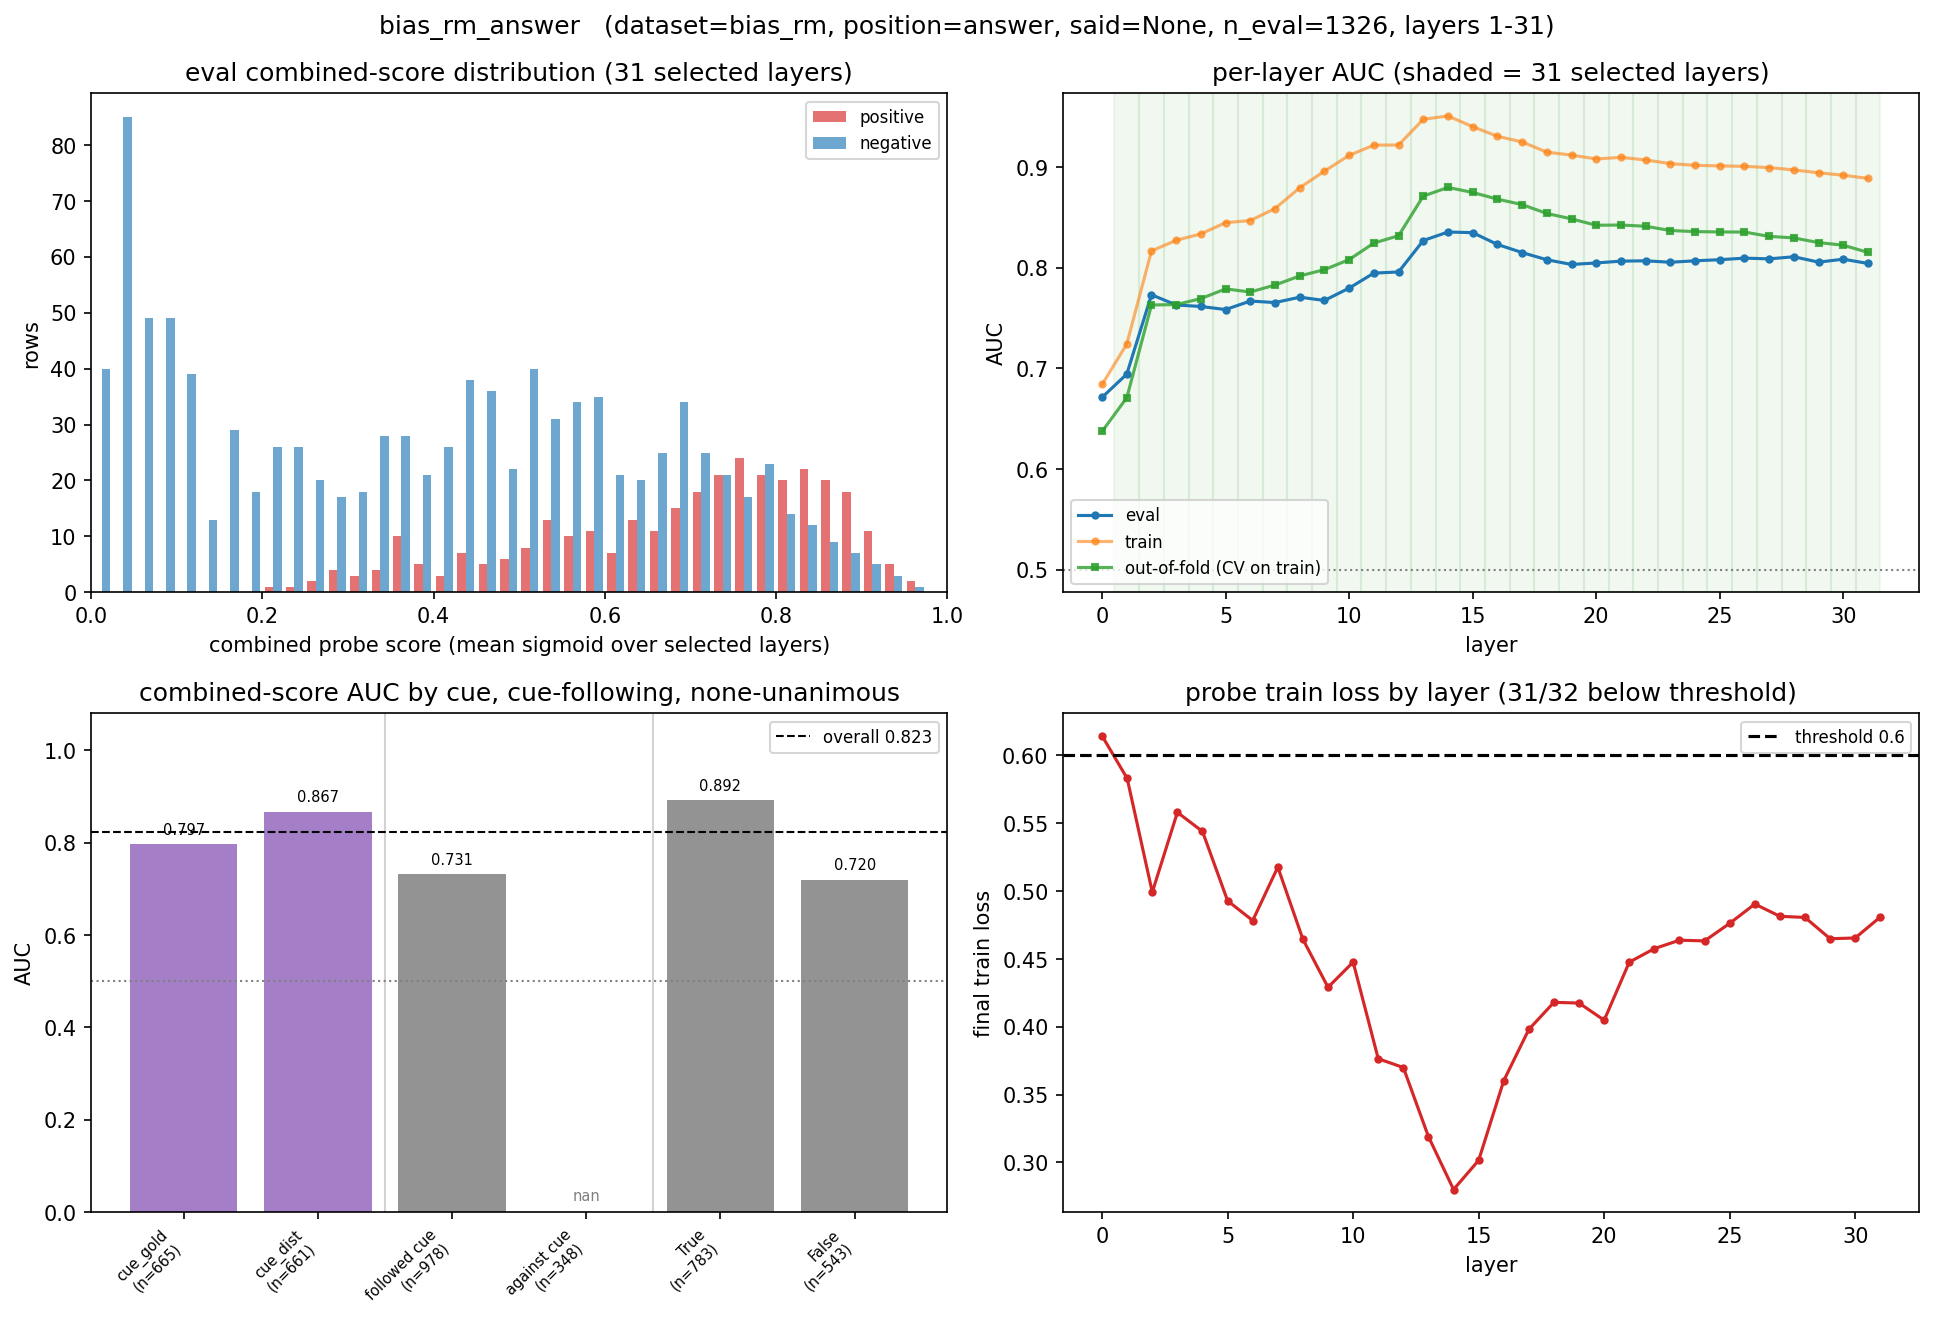 bias_rm_answer   (dataset=bias_rm, position=answer, said=None, n_eval=1326, layers 1-31)
eval combined-score distribution (31 selected layers)
positive
negative
rows
80
70
60
50
40
30
20
10
0
0.0 0.2 0.4 0.6 0.8 1.0
combined probe score (mean sigmoid over selected layers)
per-layer AUC (shaded = 31 selected layers)
AUC
0.9
0.8
0.7
0.6
0.5
eval
train
out-of-fold (CV on train)
0 5 10 15 20 25 30
layer
combined-score AUC by cue, cue-following, none-unanimous
overall 0.823
AUC
1.0
0.8
0.6
0.4
0.2
0.0
0.797
0.867
0.731
nan
0.892
0.720
cue_gold
(n=665)
cue_dist
(n=661)
followed cue
(n=978)
against cue
(n=348)
True
(n=783)
False
(n=543)
probe train loss by layer (31/32 below threshold)
threshold 0.6
final train loss
0.60
0.55
0.50
0.45
0.40
0.35
0.30
0 5 10 15 20 25 30
layer